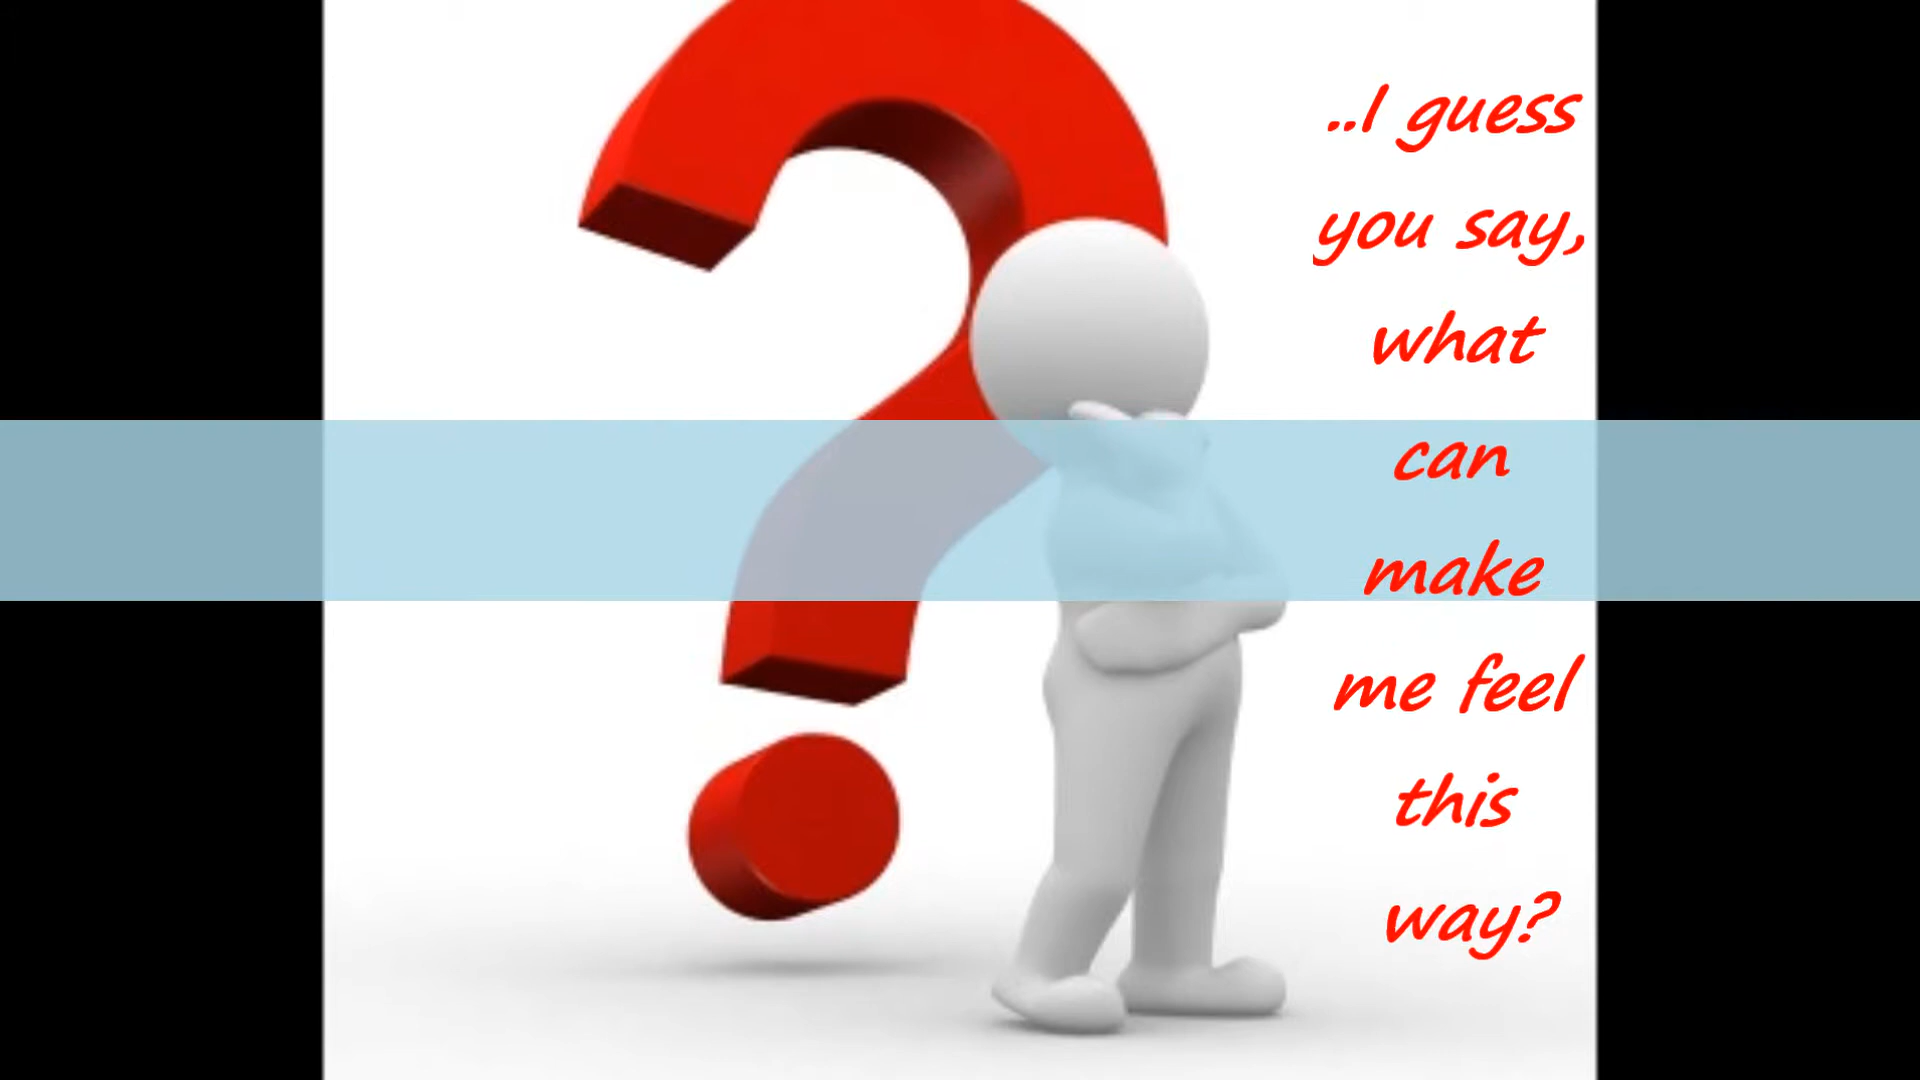 ..I guess
you say,
what
can
make
me feel
this
way?